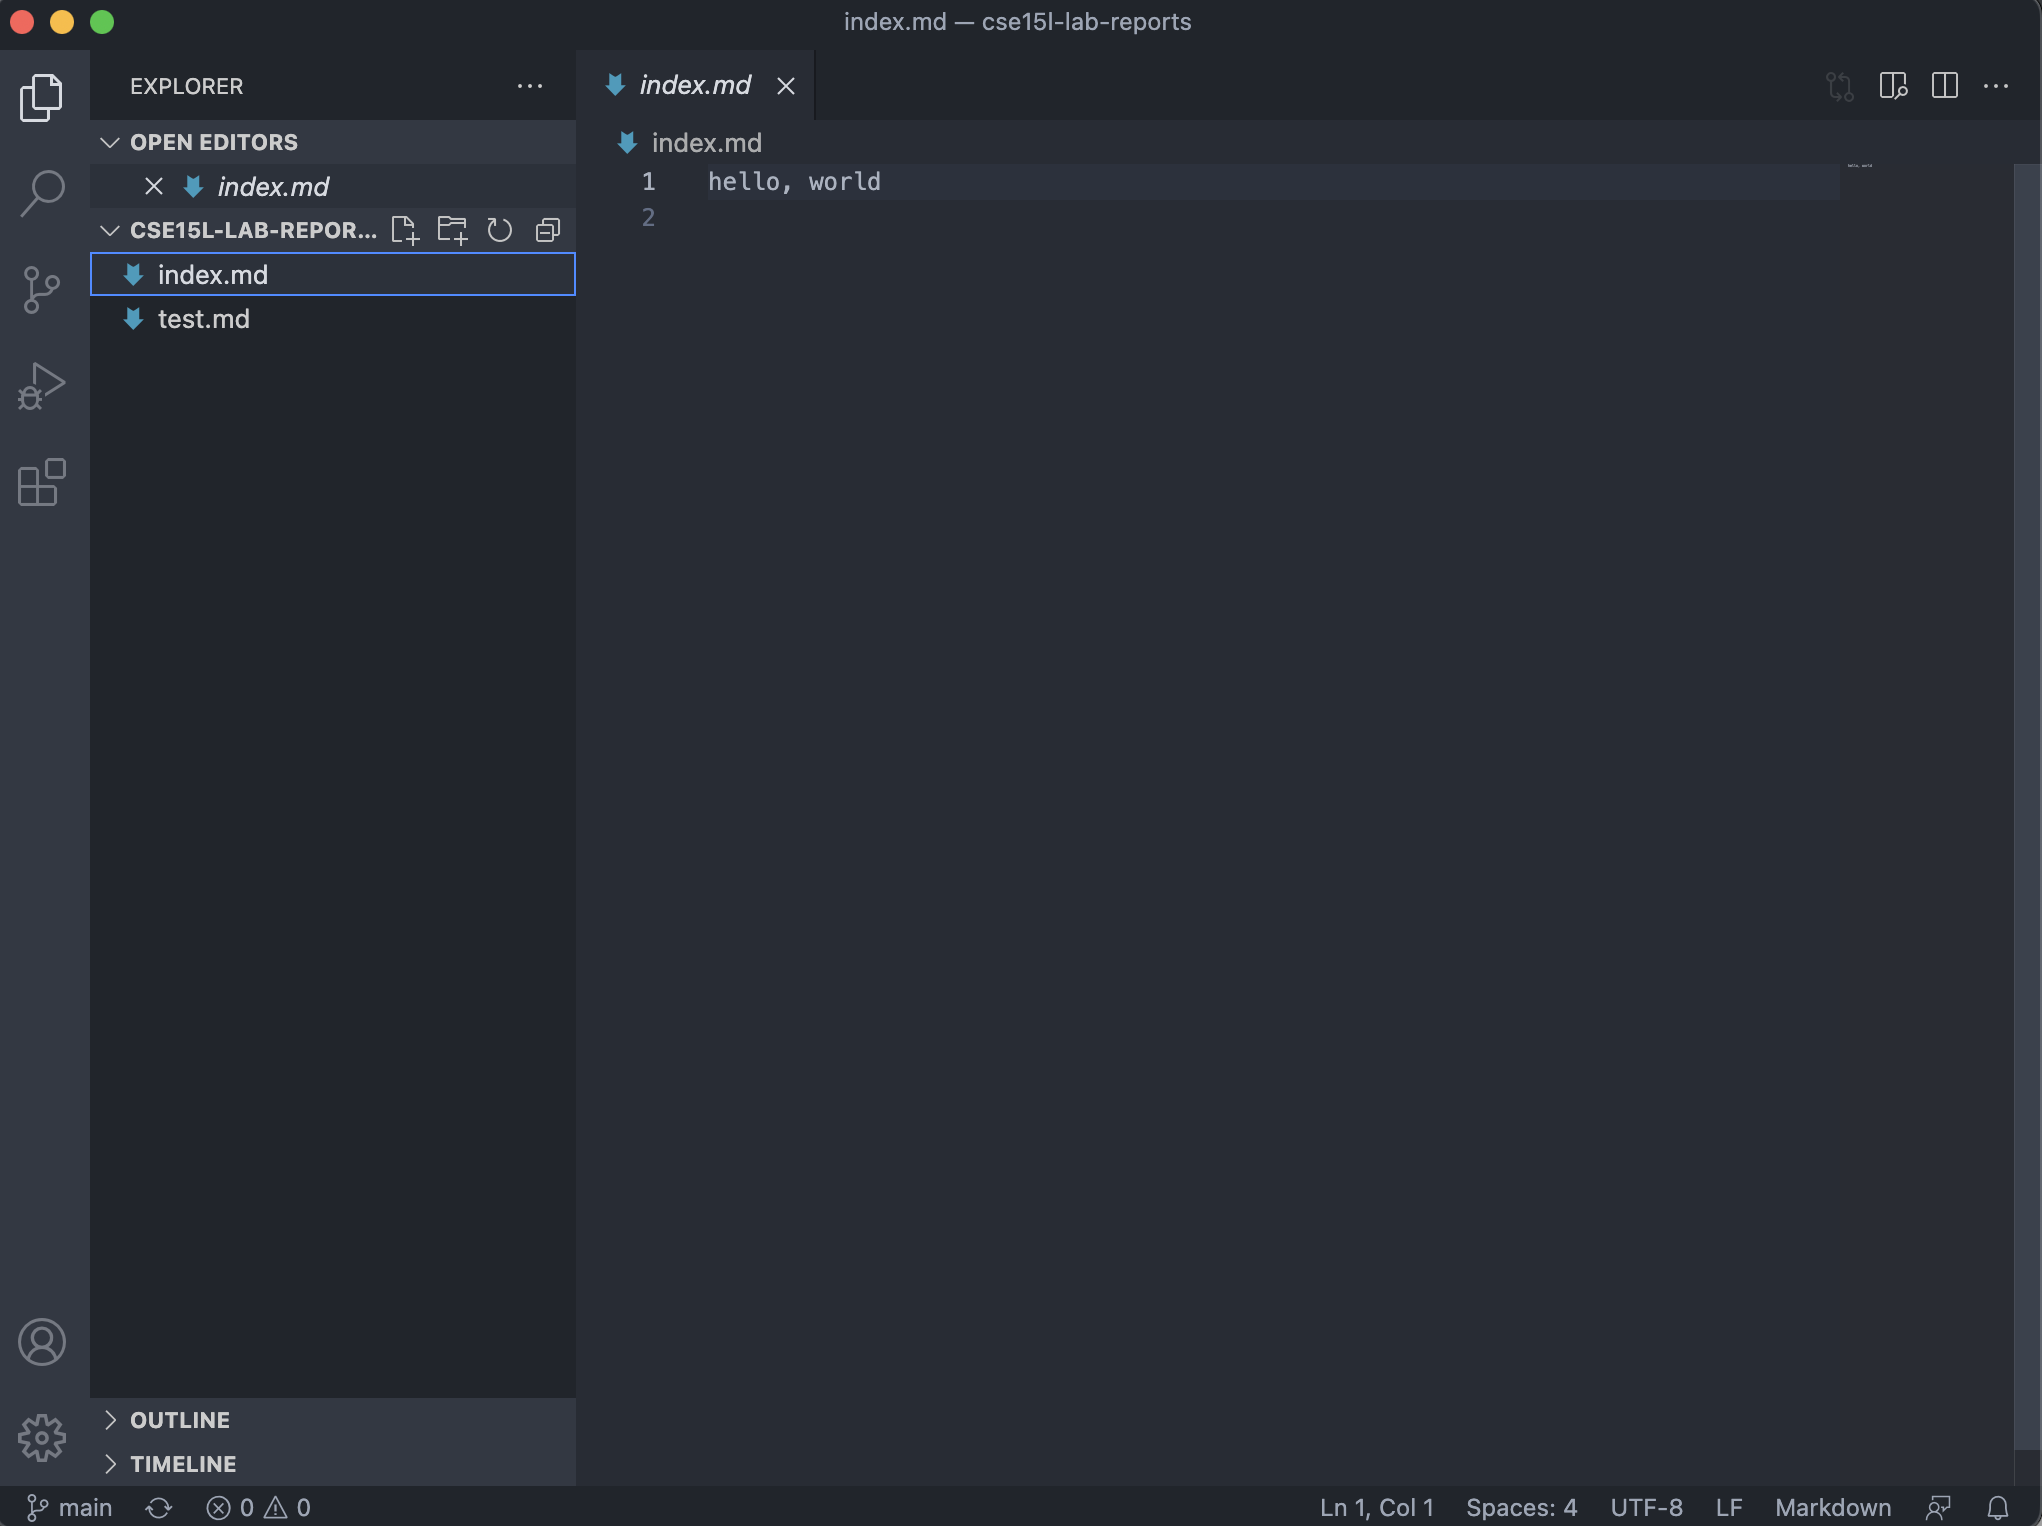 index.md — cse15l-lab-reports
EXPLORER
OPEN EDITORS
index.md
CSE15L-LAB-REPOR...
index.md
test.md
OUTLINE
TIMELINE
index.md
index.md
1 hello, world
2
main 0 0 Ln 1, Col 1 Spaces: 4 UTF-8 LF Markdown